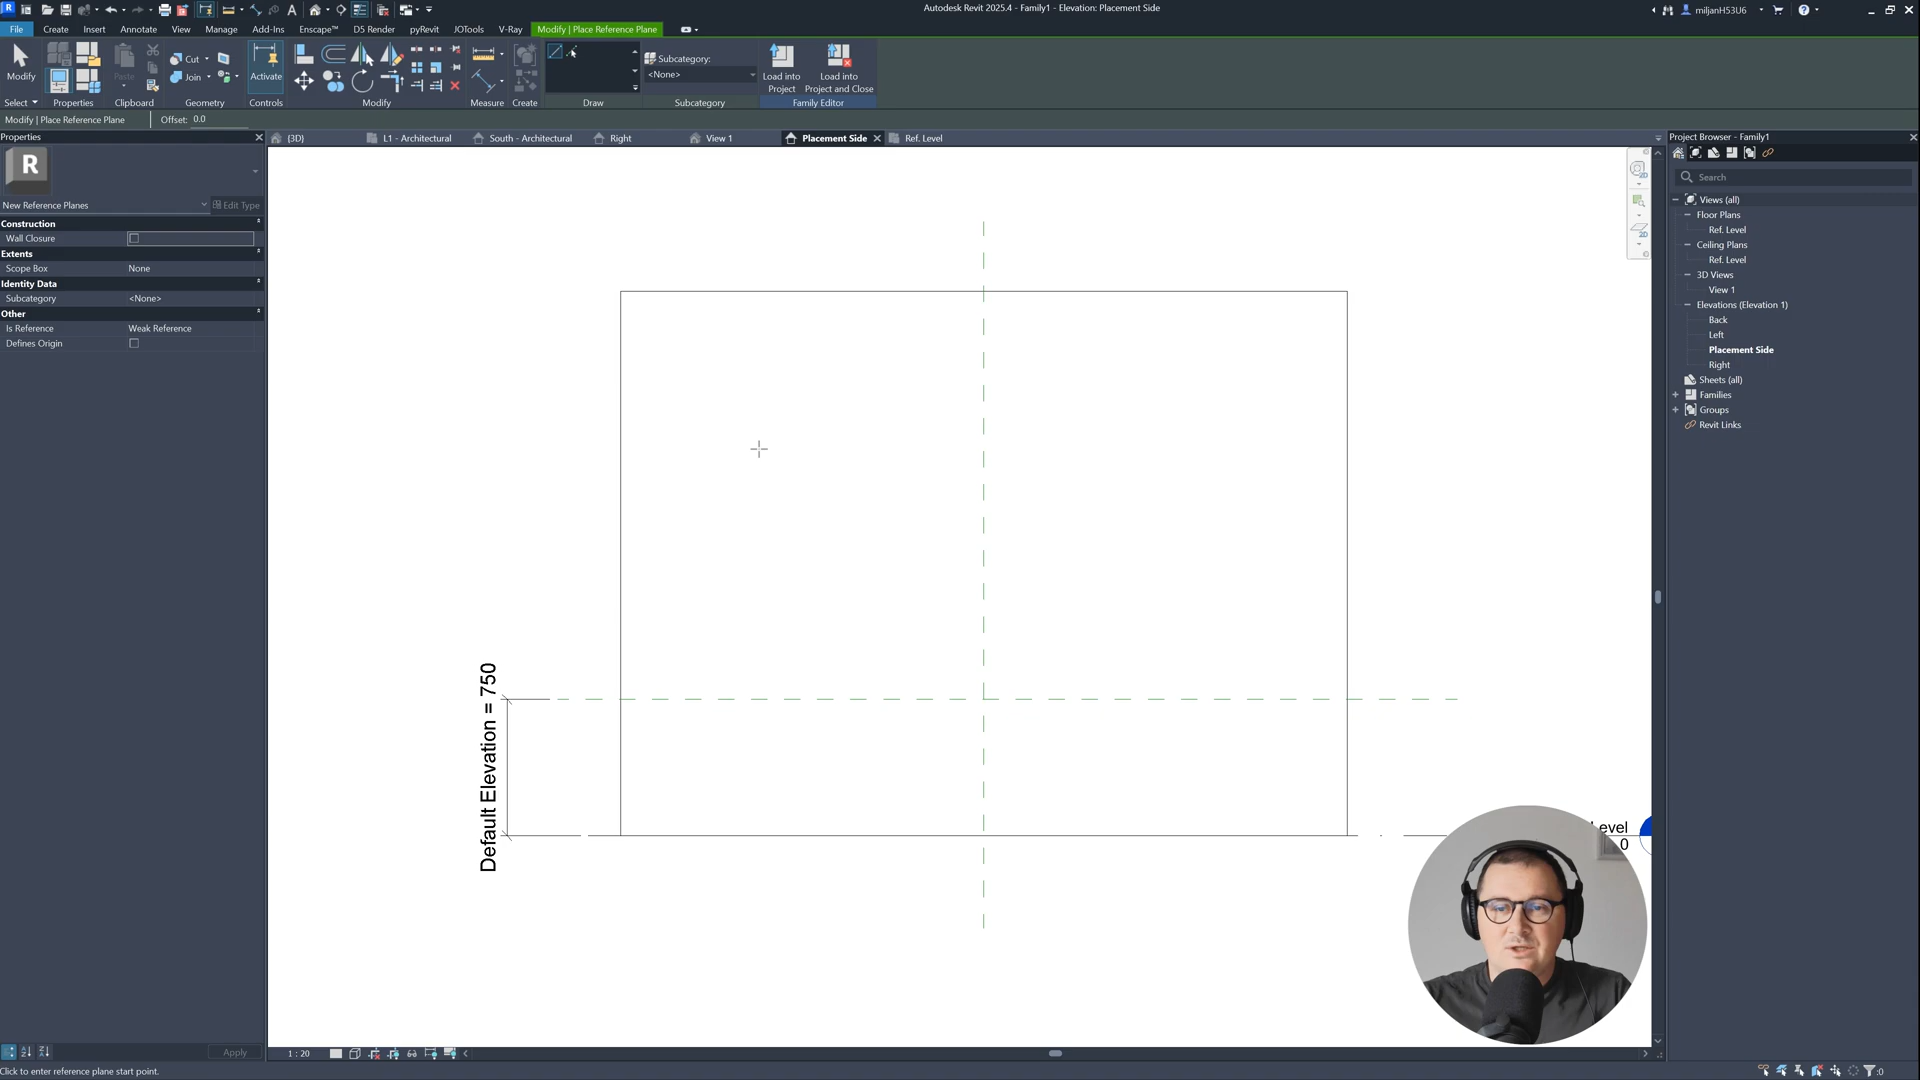 Autodesk Revit 2025.4 - Family1 - Elevation: Placement Side
miljanH53U6
File
Create
Insert
Annotate
View
Manage
Add-Ins
Enscape™
D5 Render
pyRevit
JOTools
V-Ray
Modify | Place Reference Plane
Modify
Paste
Cut
Join
Activate
Subcategory:
<None>
Load into
Project
Load into
Project and Close
Select
Properties
Clipboard
Geometry
Controls
Modify
Measure
Create
Draw
Subcategory
Family Editor
Modify | Place Reference Plane
Offset: 0.0
Properties
{3D}
L1 - Architectural
South - Architectural
Right
View 1
Placement Side
Ref. Level
Project Browser - Family1
R
New Reference Planes
Edit Type
Construction
Wall Closure
Extents
Scope Box None
Identity Data
Subcategory <None>
Other
Is Reference Weak Reference
Defines Origin
Search
Views (all)
Floor Plans
Ref. Level
Ceiling Plans
Ref. Level
3D Views
View 1
Elevations (Elevation 1)
Back
Left
Placement Side
Right
Sheets (all)
Families
Groups
Revit Links
Default Elevation = 750
Level
0
Apply
1 : 20
Click to enter reference plane start point.
:0